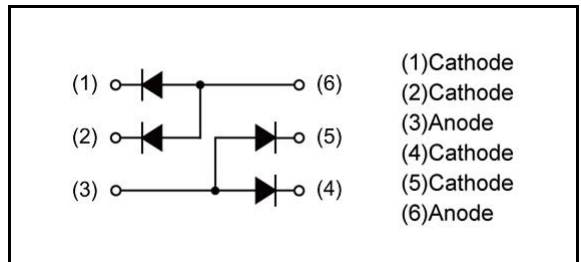 (1) (6)
(2) (5)
(3) (4)
(1)Cathode
(2)Cathode
(3)Anode
(4)Cathode
(5)Cathode
(6)Anode